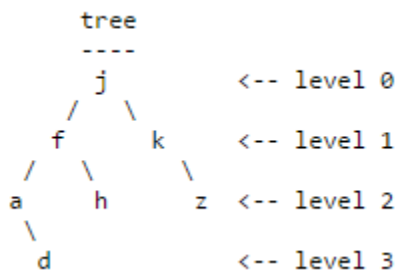 tree
----
j <-- level 0
/ \
f k <-- level 1
/ \ \
a h z <-- level 2
\
d <-- level 3